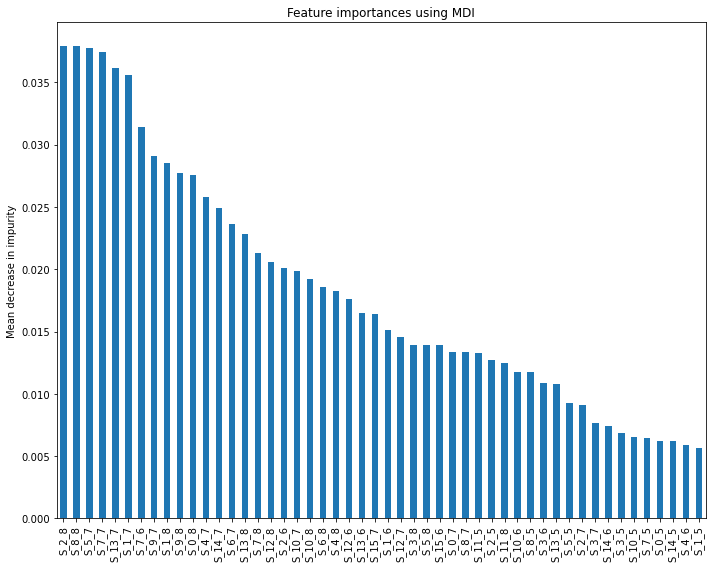 Feature importances using MDI
Mean decrease in impurity
0.035
0.030
0.025
0.020
0.015
0.010
0.005
0.000
S_2_8
S_8_8
S_5_7
S_7_7
S_13_7
S_1_7
S_7_6
S_9_7
S_1_8
S_9_8
S_0_8
S_4_7
S_14_7
S_6_7
S_13_8
S_7_8
S_12_8
S_2_6
S_10_7
S_10_8
S_6_8
S_4_8
S_12_6
S_13_6
S_15_7
S_1_6
S_12_7
S_3_8
S_5_8
S_15_6
S_0_7
S_8_7
S_11_5
S_2_5
S_11_8
S_10_6
S_8_5
S_3_6
S_13_5
S_5_5
S_2_7
S_3_7
S_14_6
S_3_5
S_10_5
S_7_5
S_0_5
S_14_5
S_4_6
S_1_5